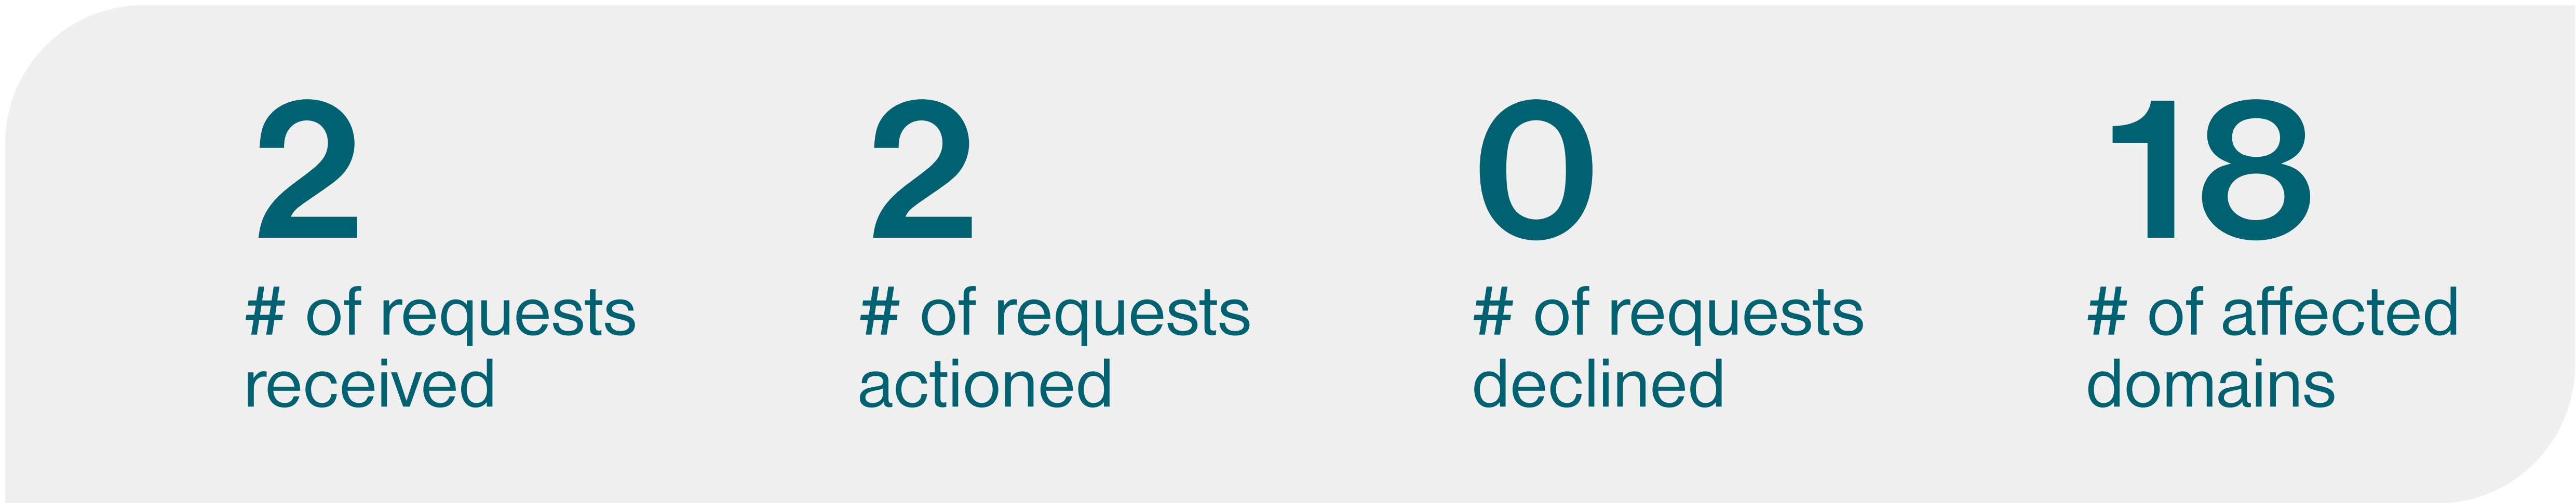 2
# of requests
received
2
# of requests
actioned
0
# of requests
declined
18
# of affected
domains